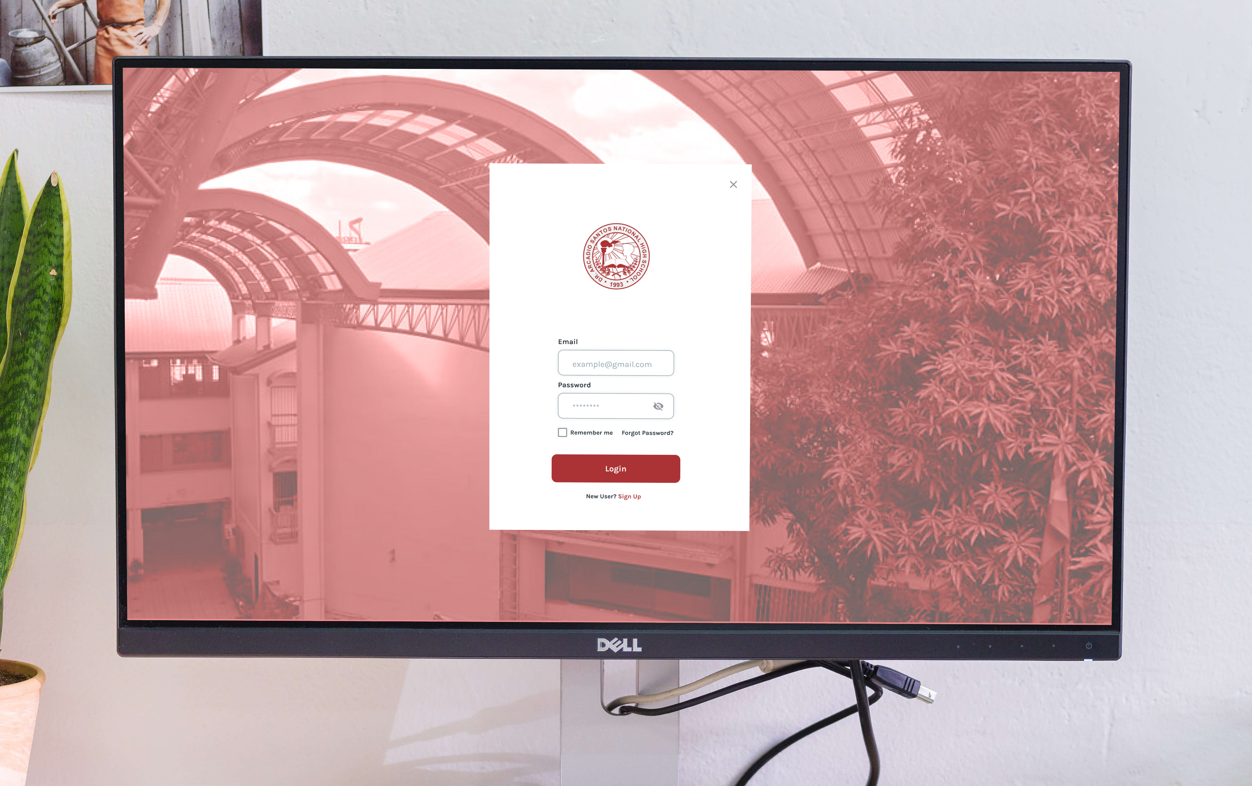 DR. ARCADIO SANTOS NATIONAL HIGH SCHOOL
• 1993 •
Email
example@gmail.com
Password
********
Remember me Forgot Password?
Login
New User? Sign Up
DELL